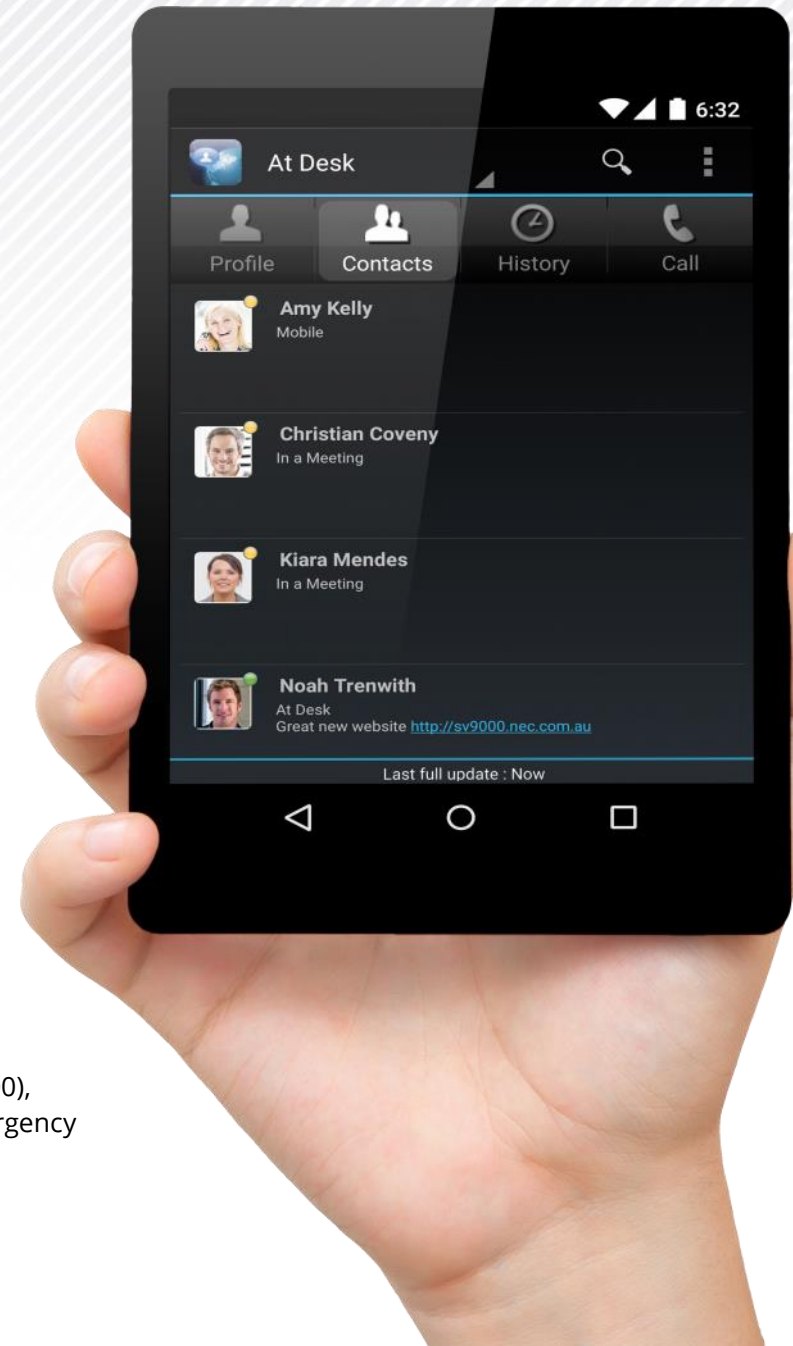 6:32
At Desk
Profile
Contacts
History
Call
Amy Kelly
Mobile
Christian Coveny
In a Meeting
Kiara Mendes
In a Meeting
Noah Trenwith
At Desk
Great new website http://sv9000.nec.com.au
Last full update : Now
0),
rgency